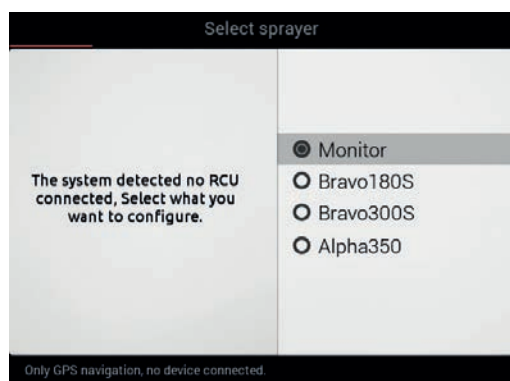 Select sprayer
The system detected no RCU
connected, Select what you
want to configure.
Monitor
Bravo180S
Bravo300S
Alpha350
Only GPS navigation, no device connected.